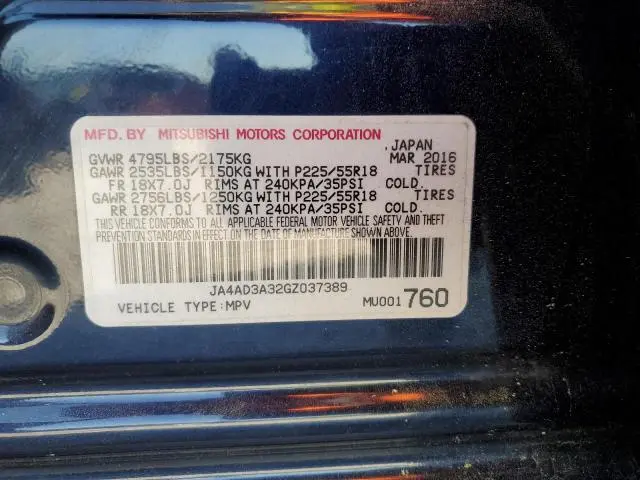 MFD. BY MITSUBISHI MOTORS CORPORATION , JAPAN
GVWR 4795LBS/2175KG MAR 2016
GAWR 2535LBS/1150KG WITH P225/55R18 TIRES
FR 18X7.0J RIMS AT 240KPA/35PSI COLD.
GAWR 2756LBS/1250KG WITH P225/55R18 TIRES
RR 18X7.0J RIMS AT 240KPA/35PSI COLD.
THIS VEHICLE CONFORMS TO ALL APPLICABLE FEDERAL MOTOR VEHICLE SAFETY AND THEFT
PREVENTION STANDARDS IN EFFECT ON THE DATE OF MANUFACTURE SHOWN ABOVE.
JA4AD3A32GZ037389
VEHICLE TYPE:MPV MU001760